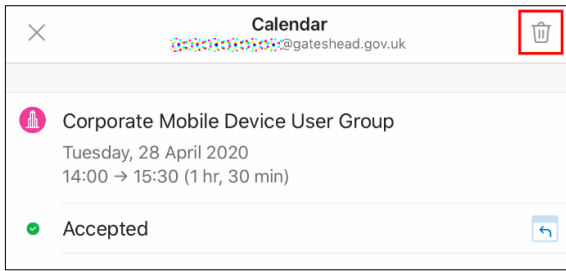 Calendar
@gateshead.gov.uk
Corporate Mobile Device User Group
Tuesday, 28 April 2020
14:00 → 15:30 (1 hr, 30 min)
Accepted